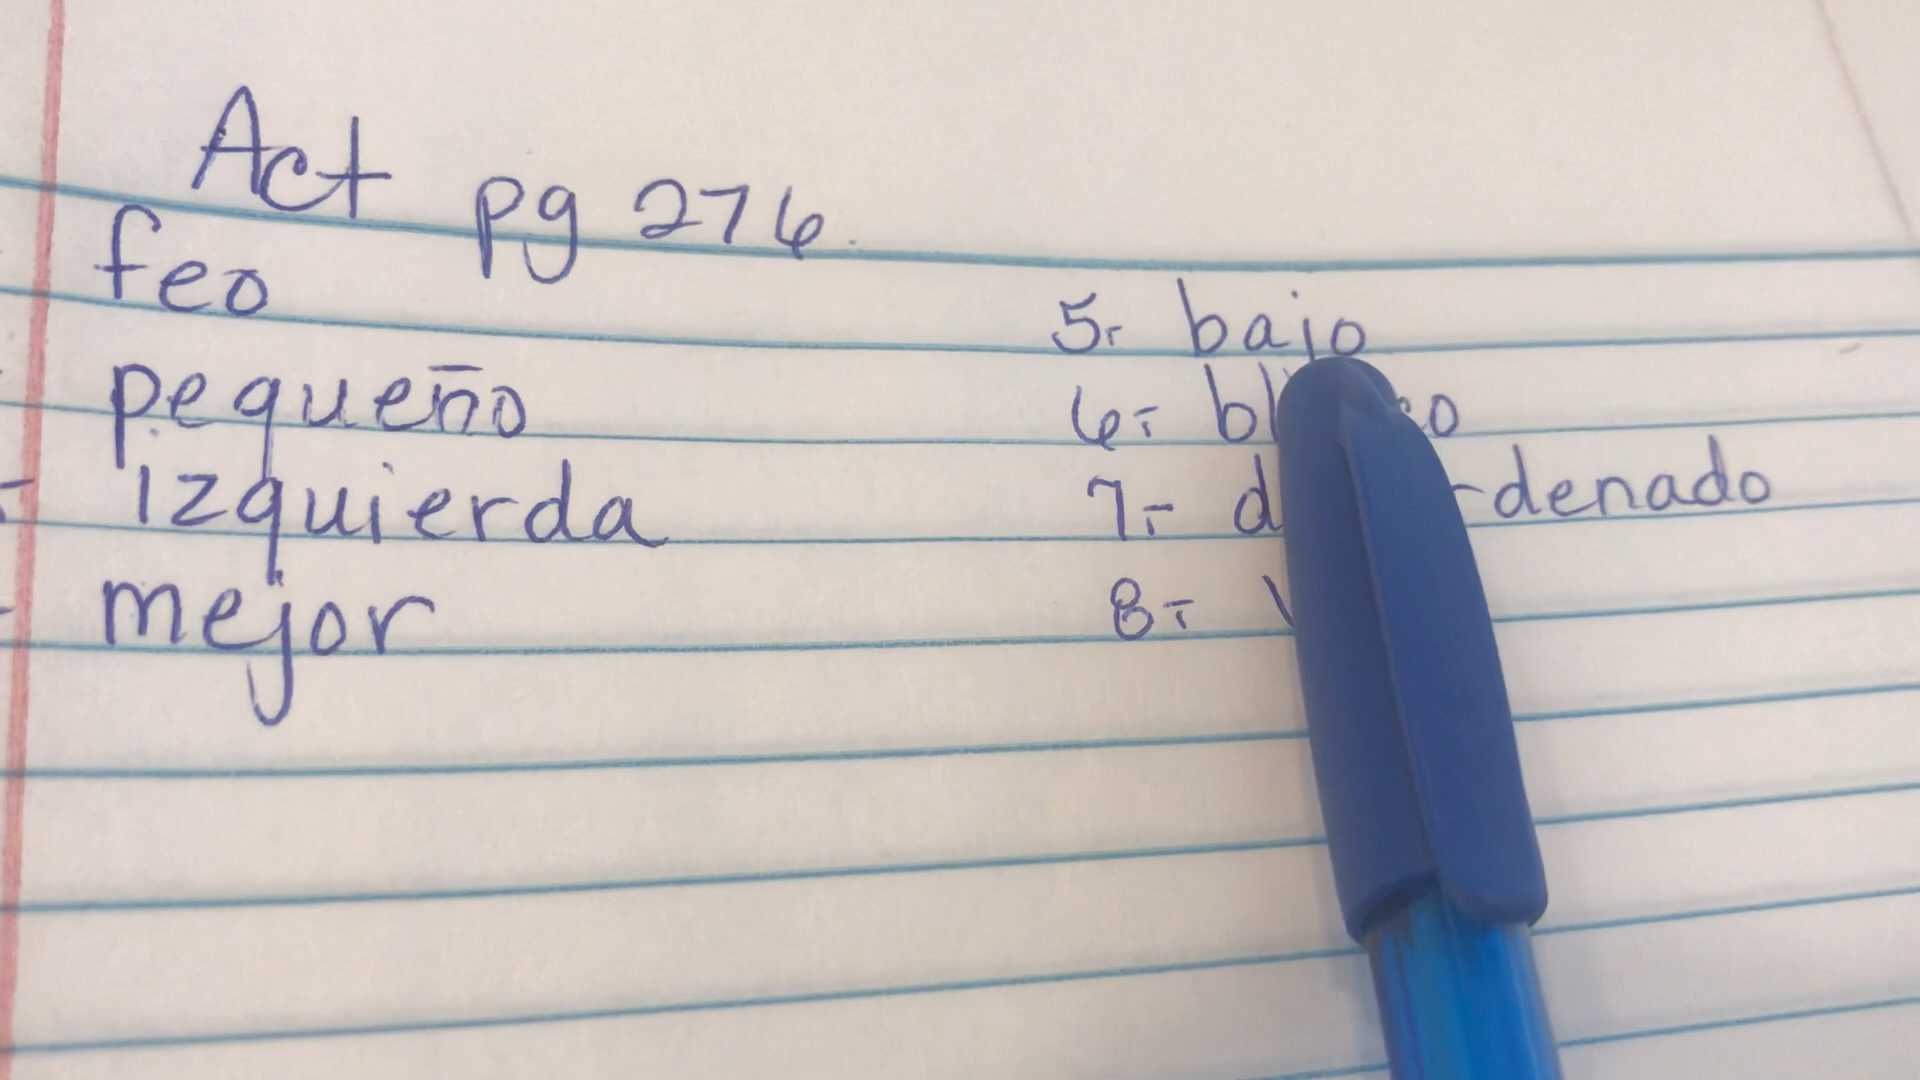 Act pg 276.
feo
pequeño
izquierda
mejor
5.- bajo
6.-
7.-
8.-